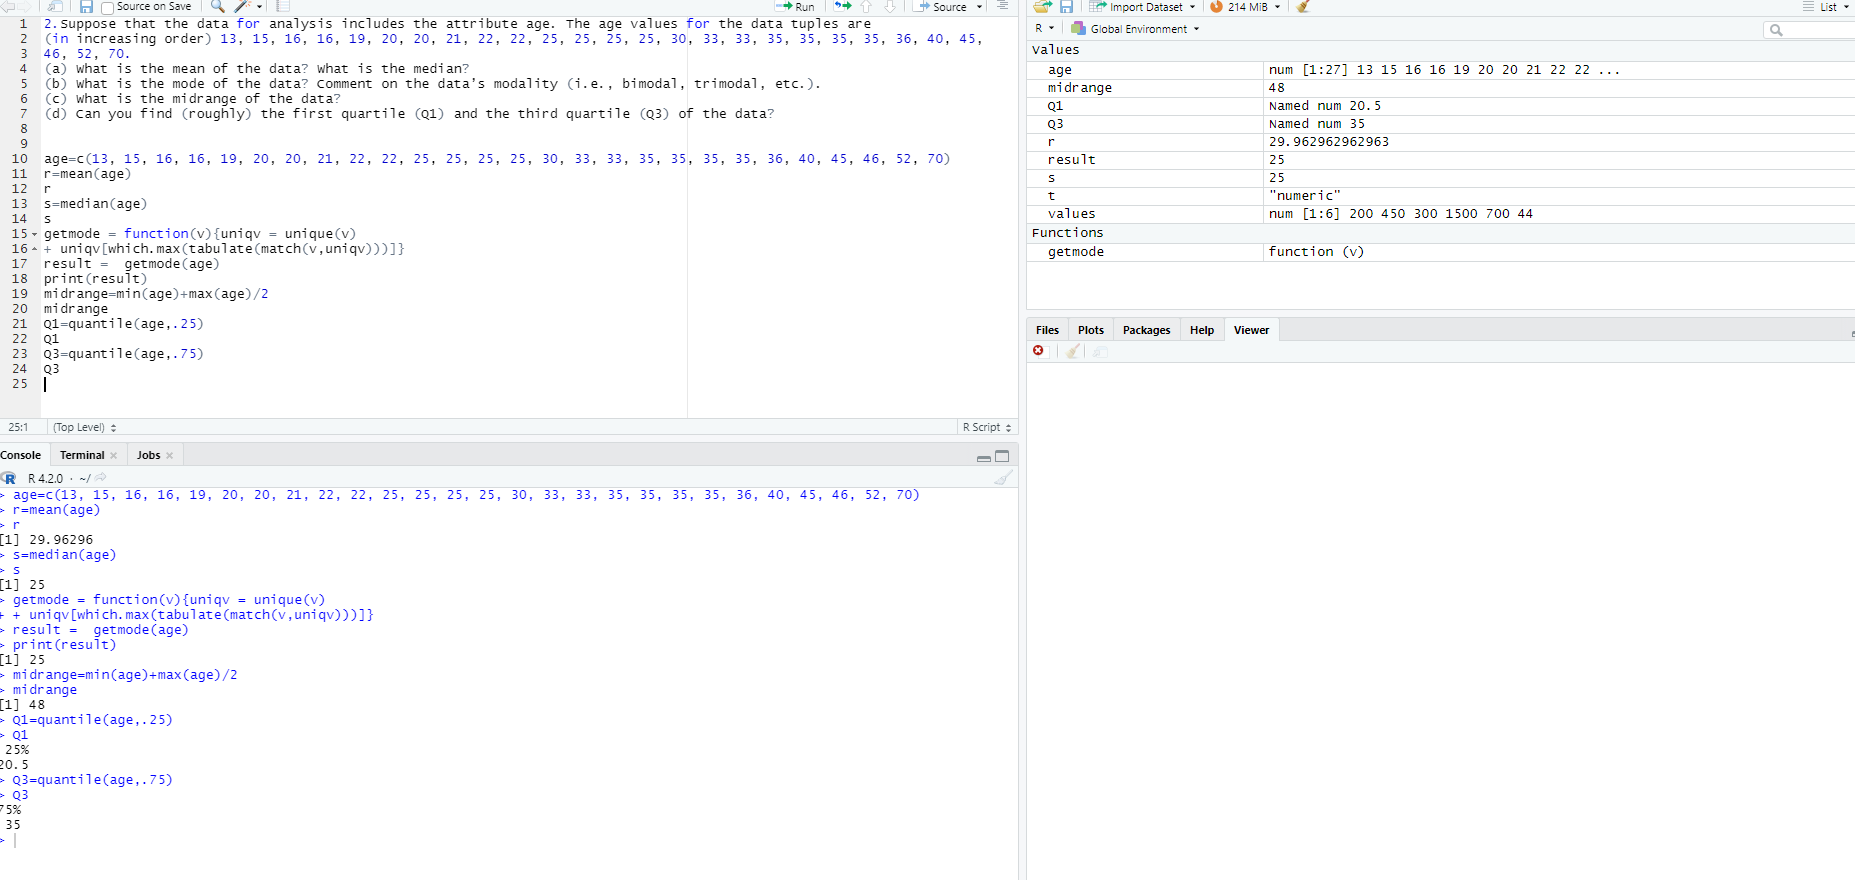 Source on Save
Run
Source
1 2.Suppose that the data for analysis includes the attribute age. The age values for the data tuples are
2 (in increasing order) 13, 15, 16, 16, 19, 20, 20, 21, 22, 22, 25, 25, 25, 25, 30, 33, 33, 35, 35, 35, 35, 36, 40, 45,
3 46, 52, 70.
4 (a) What is the mean of the data? What is the median?
5 (b) What is the mode of the data? Comment on the data's modality (i.e., bimodal, trimodal, etc.).
6 (c) What is the midrange of the data?
7 (d) Can you find (roughly) the first quartile (Q1) and the third quartile (Q3) of the data?
8
9
10 age=c(13, 15, 16, 16, 19, 20, 20, 21, 22, 22, 25, 25, 25, 25, 30, 33, 33, 35, 35, 35, 35, 36, 40, 45, 46, 52, 70)
11 r=mean(age)
12 r
13 s=median(age)
14 s
15 getmode = function(v){uniqv = unique(v)
16 + uniqv[which.max(tabulate(match(v,uniqv)))]}
17 result =  getmode(age)
18 print(result)
19 midrange=min(age)+max(age)/2
20 midrange
21 Q1=quantile(age,.25)
22 Q1
23 Q3=quantile(age,.75)
24 Q3
25
25:1 (Top Level) R Script
Console Terminal Jobs
R 4.2.0 · ~/
> age=c(13, 15, 16, 16, 19, 20, 20, 21, 22, 22, 25, 25, 25, 25, 30, 33, 33, 35, 35, 35, 35, 36, 40, 45, 46, 52, 70)
> r=mean(age)
> r
[1] 29.96296
> s=median(age)
> s
[1] 25
> getmode = function(v){uniqv = unique(v)
+ + uniqv[which.max(tabulate(match(v,uniqv)))]}
> result =  getmode(age)
> print(result)
[1] 25
> midrange=min(age)+max(age)/2
> midrange
[1] 48
> Q1=quantile(age,.25)
> Q1
25%
20.5
> Q3=quantile(age,.75)
> Q3
75%
35
>
Import Dataset 214 MiB List
R Global Environment
Values
age num [1:27] 13 15 16 16 19 20 20 21 22 22 ...
midrange 48
Q1 Named num 20.5
Q3 Named num 35
r 29.962962962963
result 25
s 25
t "numeric"
values num [1:6] 200 450 300 1500 700 44
Functions
getmode function (v)
Files Plots Packages Help Viewer